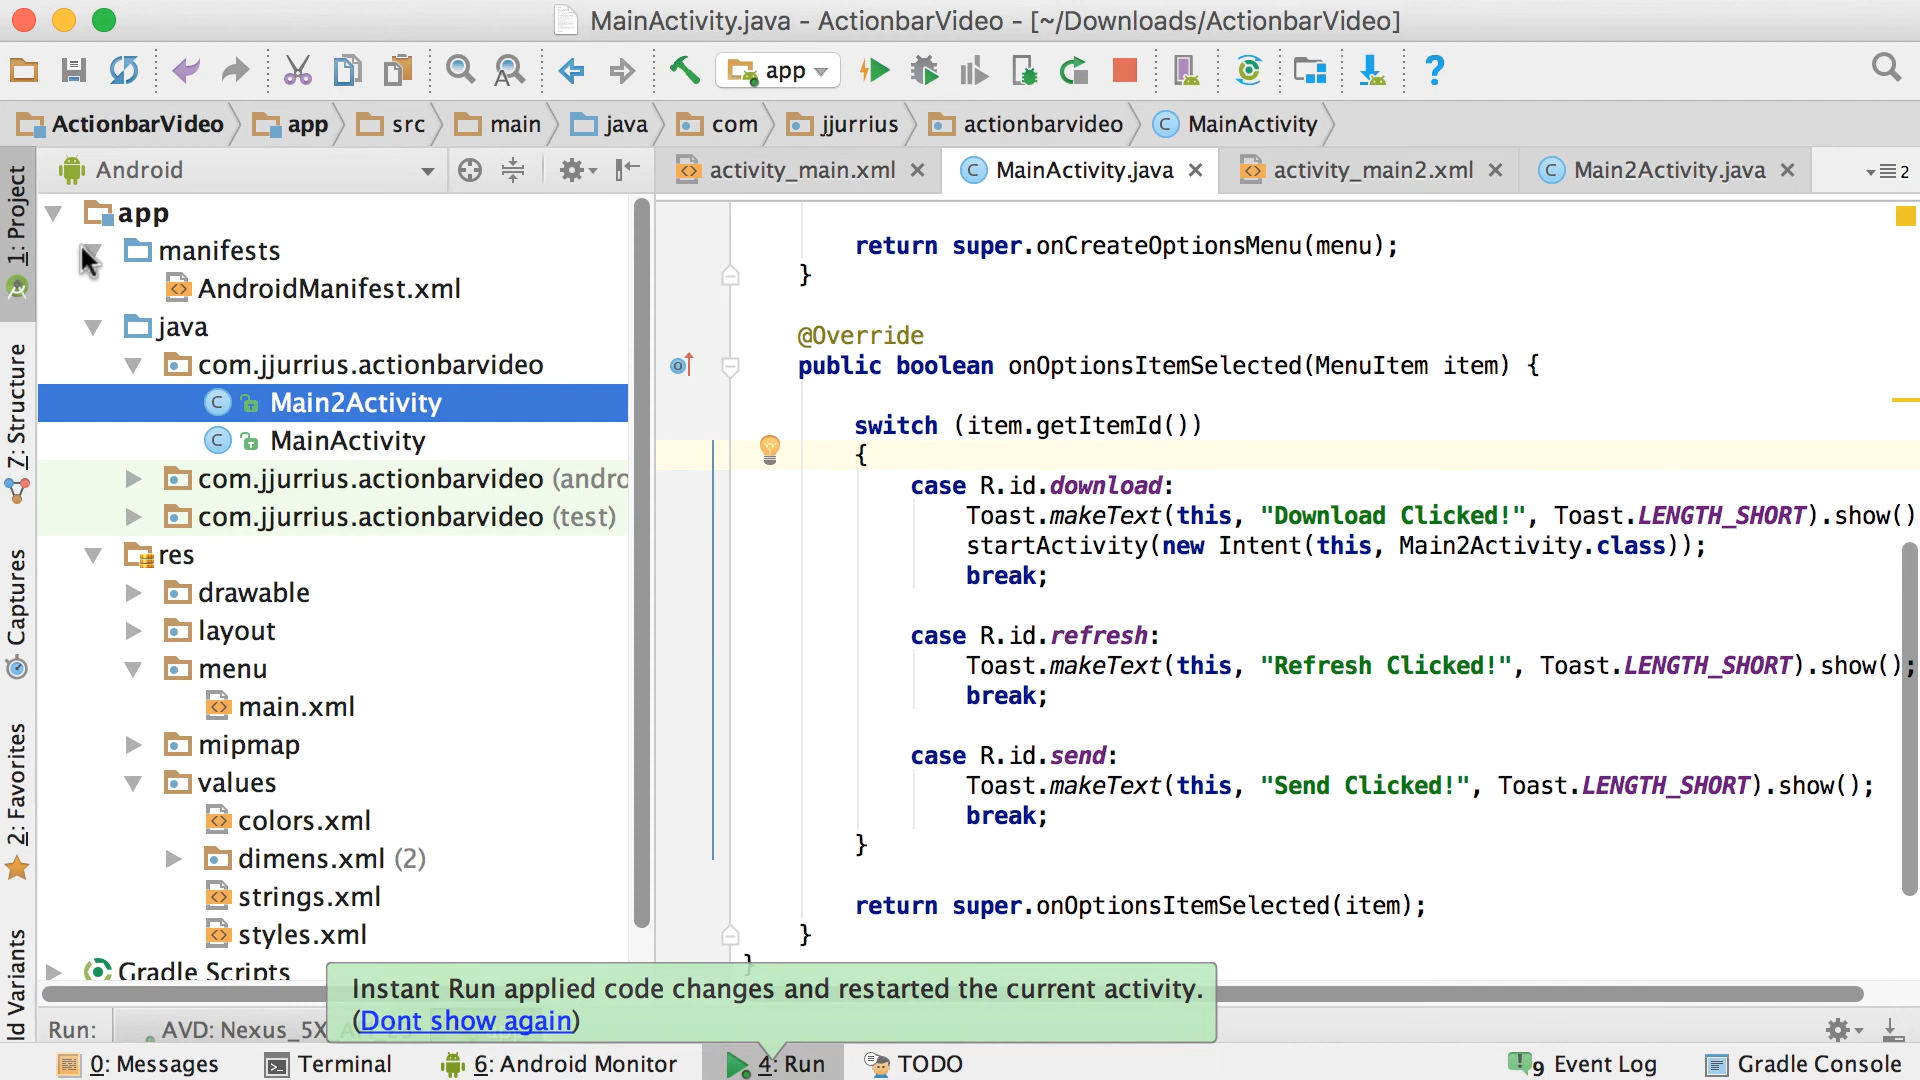 MainActivity.java - ActionbarVideo - [~/Downloads/ActionbarVideo]
app
ActionbarVideo app src main java com jjurrius actionbarvideo C MainActivity
Android
activity_main.xml C MainActivity.java activity_main2.xml C Main2Activity.java 2
1: Project
Z: Structure
Captures
2: Favorites
ld Variants
app
manifests
AndroidManifest.xml
java
com.jjurrius.actionbarvideo
C Main2Activity
C MainActivity
com.jjurrius.actionbarvideo (andro
com.jjurrius.actionbarvideo (test)
res
drawable
layout
menu
main.xml
mipmap
values
colors.xml
dimens.xml (2)
strings.xml
styles.xml
Gradle Scripts
return super.onCreateOptionsMenu(menu);
}
@Override
public boolean onOptionsItemSelected(MenuItem item) {
switch (item.getItemId())
{
case R.id.download:
Toast.makeText(this, "Download Clicked!", Toast.LENGTH_SHORT).show()
startActivity(new Intent(this, Main2Activity.class));
break;
case R.id.refresh:
Toast.makeText(this, "Refresh Clicked!", Toast.LENGTH_SHORT).show();
break;
case R.id.send:
Toast.makeText(this, "Send Clicked!", Toast.LENGTH_SHORT).show();
break;
}
return super.onOptionsItemSelected(item);
}
}
Instant Run applied code changes and restarted the current activity.
(Dont show again)
Run: AVD: Nexus_5X
0: Messages Terminal 6: Android Monitor 4: Run TODO 9 Event Log Gradle Console